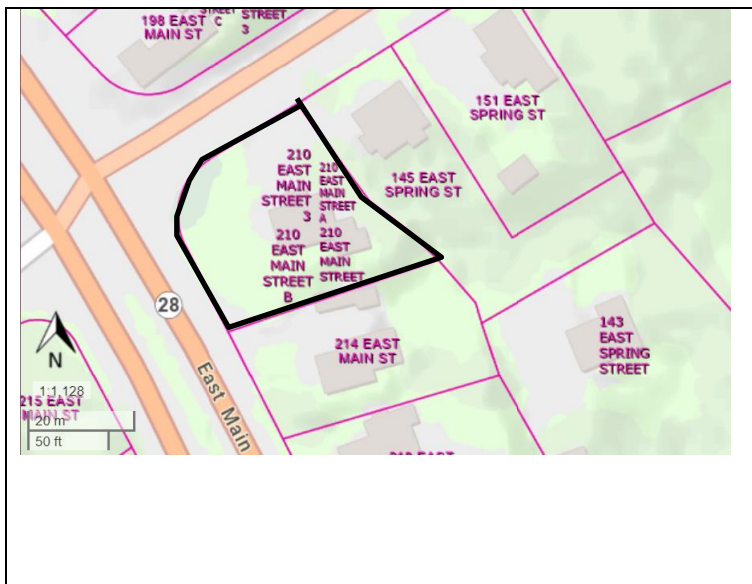 STREET
198 EAST C STREET
MAIN ST 3
151 EAST
SPRING ST
210
EAST
MAIN
STREET
3
210
EAST
MAIN
STREET
A
145 EAST
SPRING ST
210
EAST
MAIN
STREET
B
210
EAST
MAIN
STREET
28
East Main
N
214 EAST
MAIN ST
143
EAST
SPRING
STREET
1:1,128
215 EAST
MAIN ST
20 m
50 ft